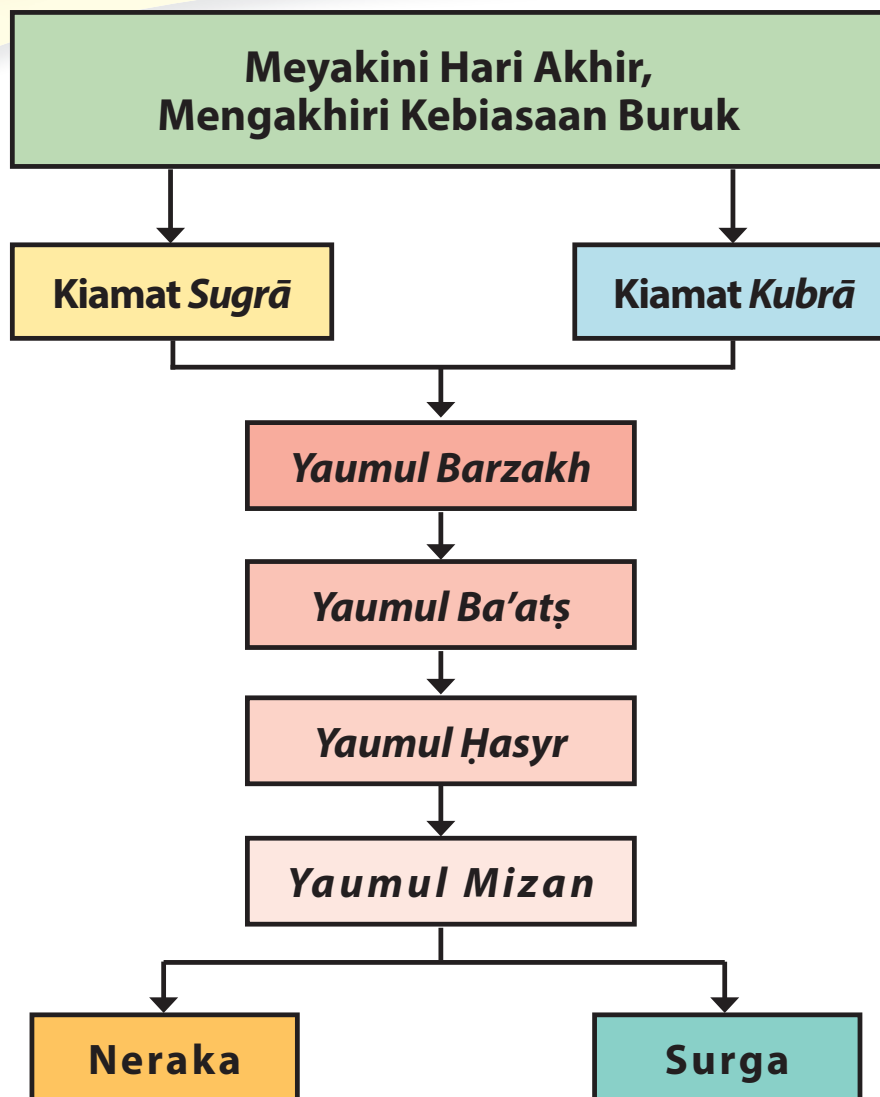 Meyakini Hari Akhir,
Mengakhiri Kebiasaan Buruk
Kiamat Sugrā
Kiamat Kubrā
Yaumul Barzakh
Yaumul Ba’atṣ
Yaumul Ḥasyr
Yaumul Mizan
Neraka
Surga